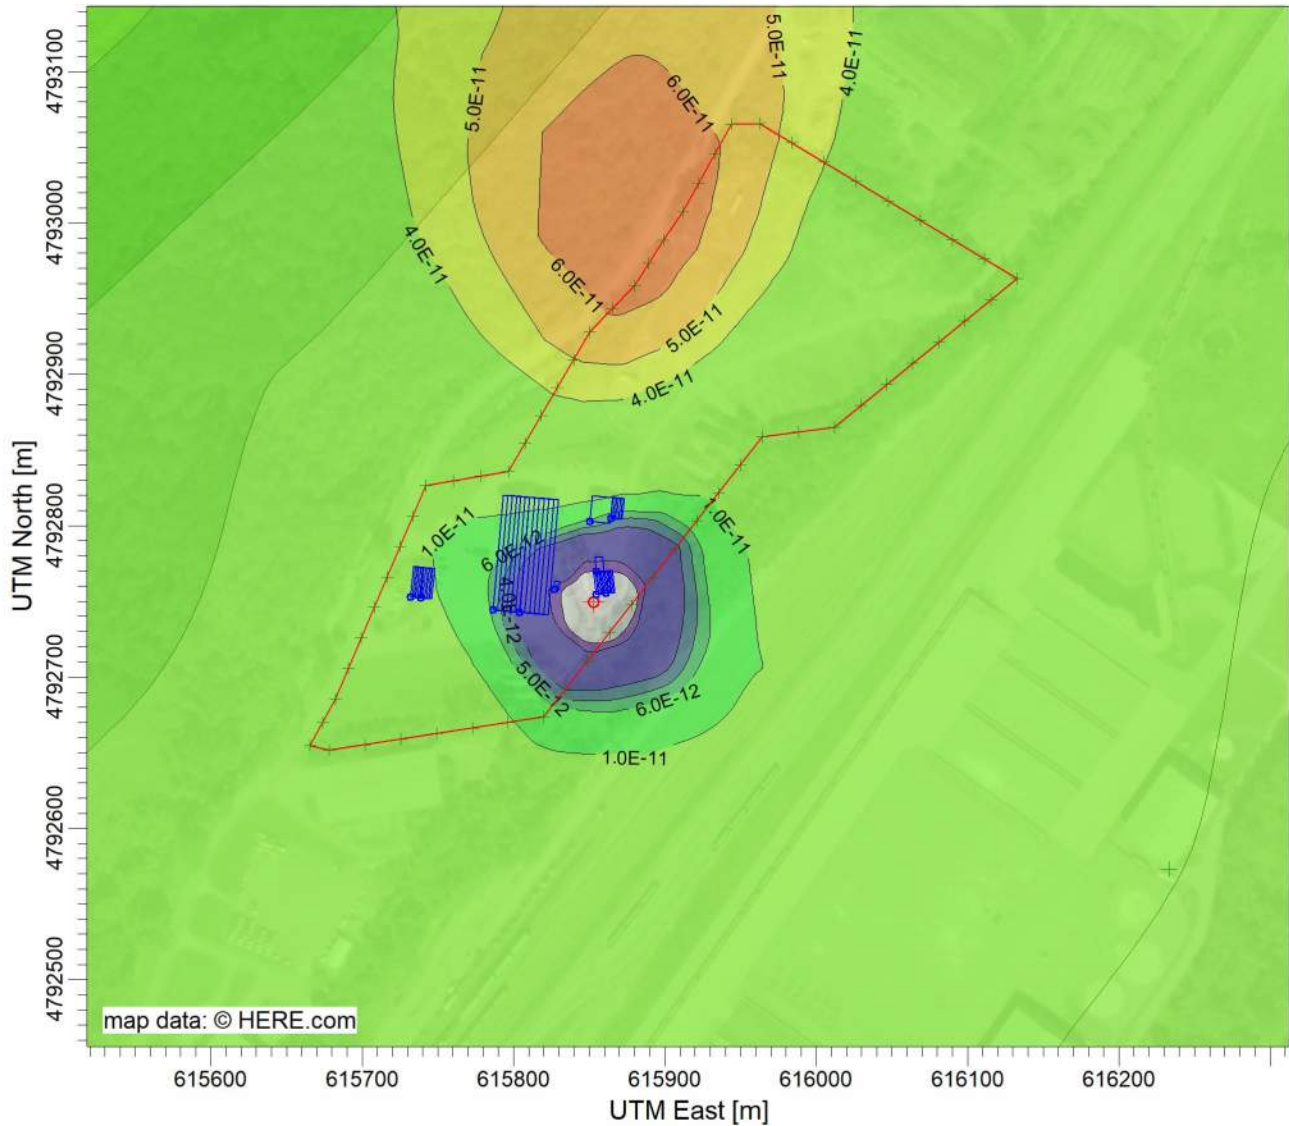 5.0E-11
5.0E-11
4.0E-11
6.0E-11
4.0E-11
6.0E-11
5.0E-11
4.0E-11
1.0E-11
1.0E-11
6.0E-12
4.0E-12
5.0E-12
6.0E-12
1.0E-11
4793100
4793000
4792900
4792800
4792700
4792600
4792500
UTM North [m]
map data: © HERE.com
615600 615700 615800 615900 616000 616100 616200
UTM East [m]